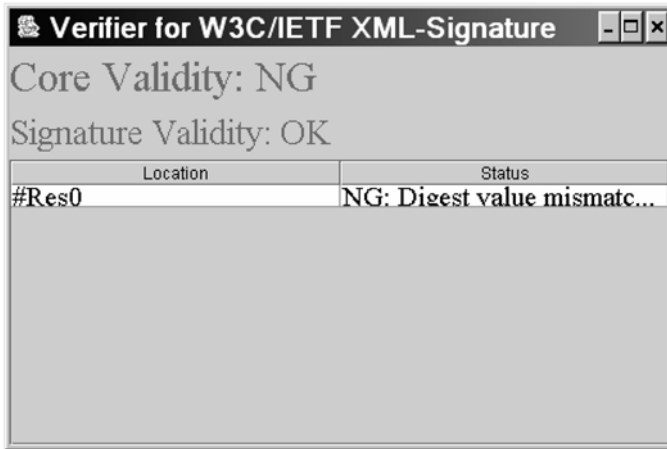 Verifier for W3C/IETF XML-Signature
Core Validity: NG
Signature Validity: OK
Location Status
#Res0 NG: Digest value mismatc...